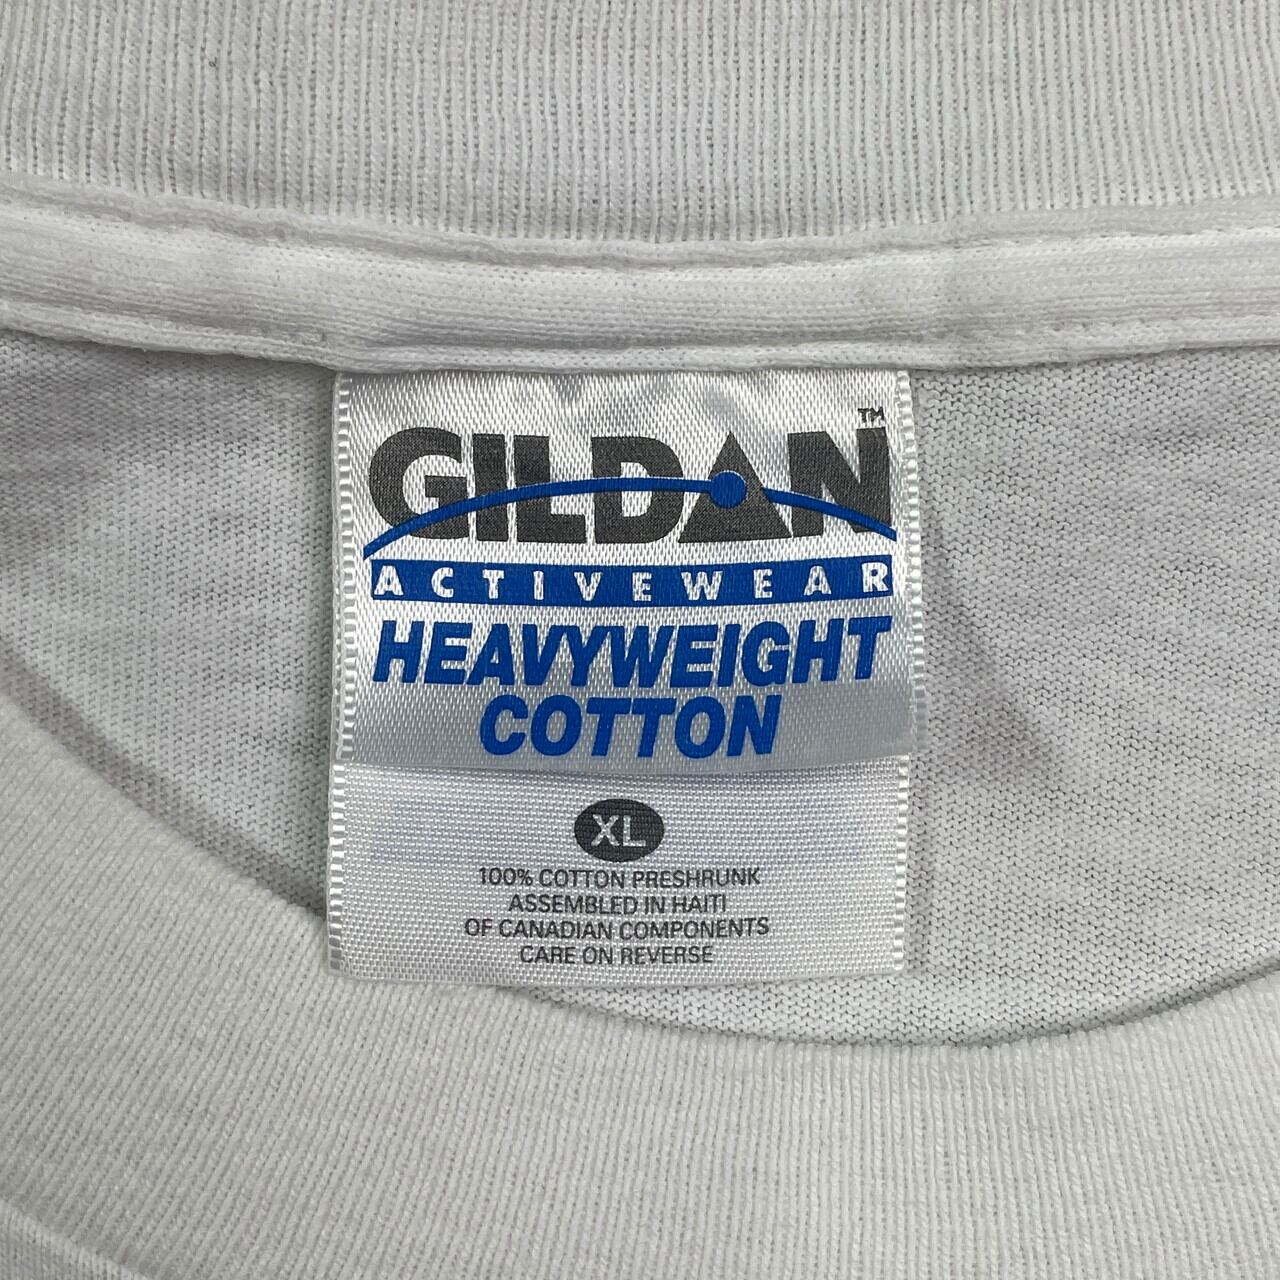 GILDAN™
ACTIVEWEAR
HEAVYWEIGHT
COTTON
XL
100% COTTON PRESHRUNK
ASSEMBLED IN HAITI
OF CANADIAN COMPONENTS
CARE ON REVERSE